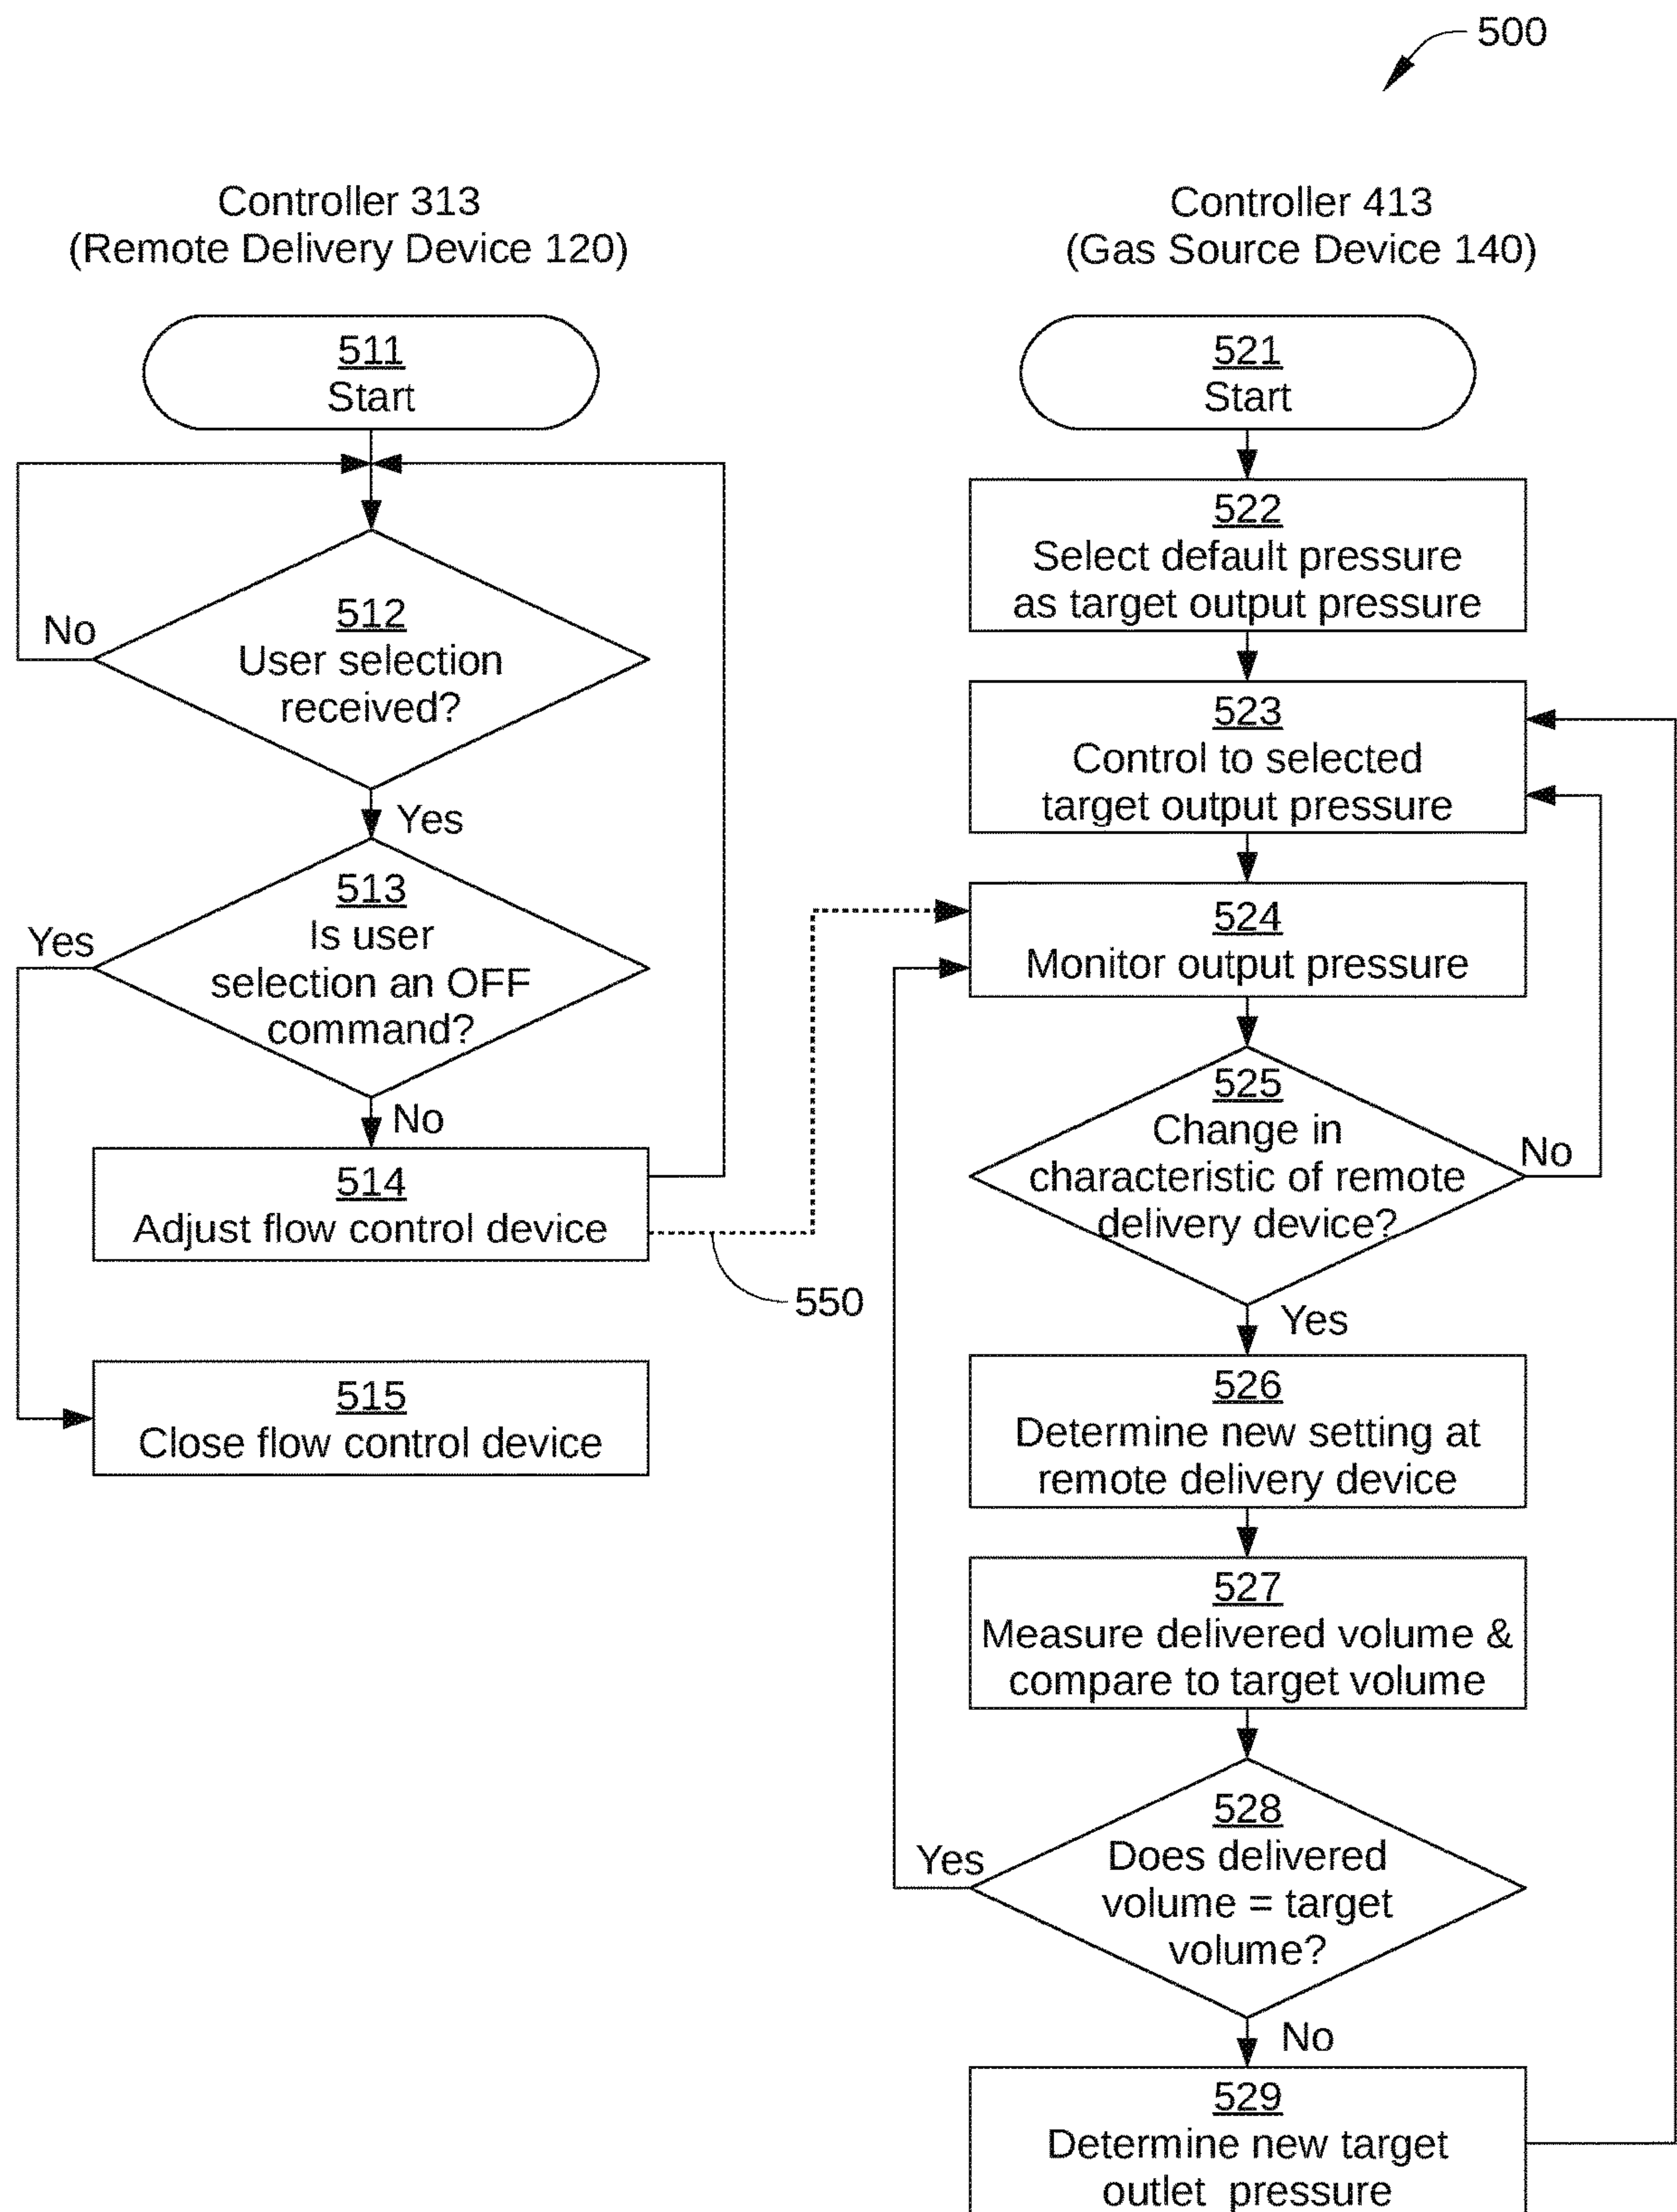 500
Controller 313
(Remote Delivery Device 120)
511
Start
512
User selection
received?
No
Yes
513
Is user
selection an OFF
command?
Yes
No
514
Adjust flow control device
550
515
Close flow control device
Controller 413
(Gas Source Device 140)
521
Start
522
Select default pressure
as target output pressure
523
Control to selected
target output pressure
524
Monitor output pressure
525
Change in
characteristic of remote
delivery device?
No
Yes
526
Determine new setting at
remote delivery device
527
Measure delivered volume &
compare to target volume
528
Does delivered
volume = target
volume?
Yes
No
529
Determine new target
outlet pressure